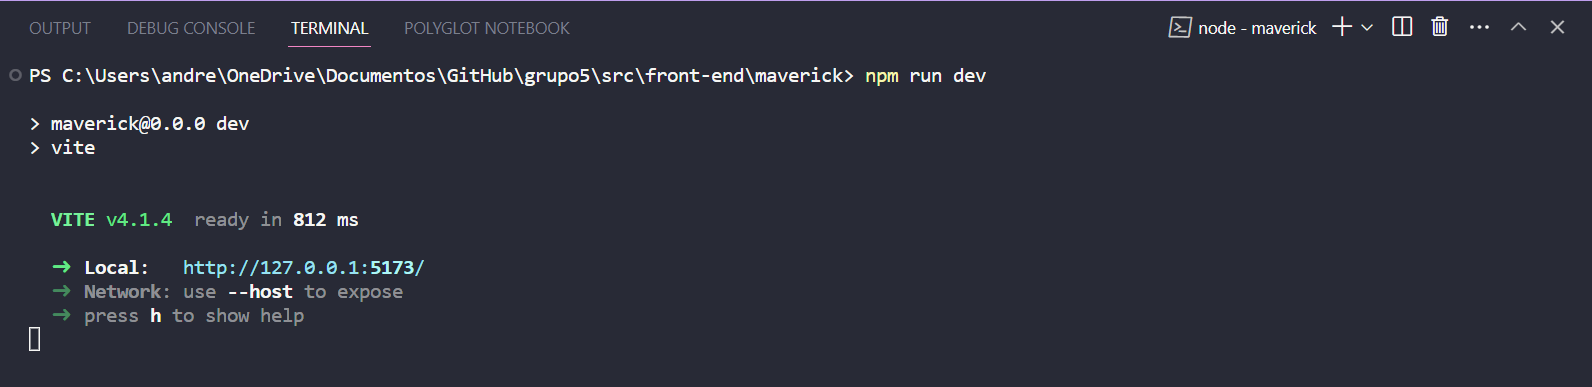 OUTPUT DEBUG CONSOLE TERMINAL POLYGLOT NOTEBOOK node - maverick
PS C:\Users\andre\OneDrive\Documentos\GitHub\grupo5\src\front-end\maverick> npm run dev
> maverick@0.0.0 dev
> vite
VITE v4.1.4 ready in 812 ms
➜ Local: http://127.0.0.1:5173/
➜ Network: use --host to expose
➜ press h to show help